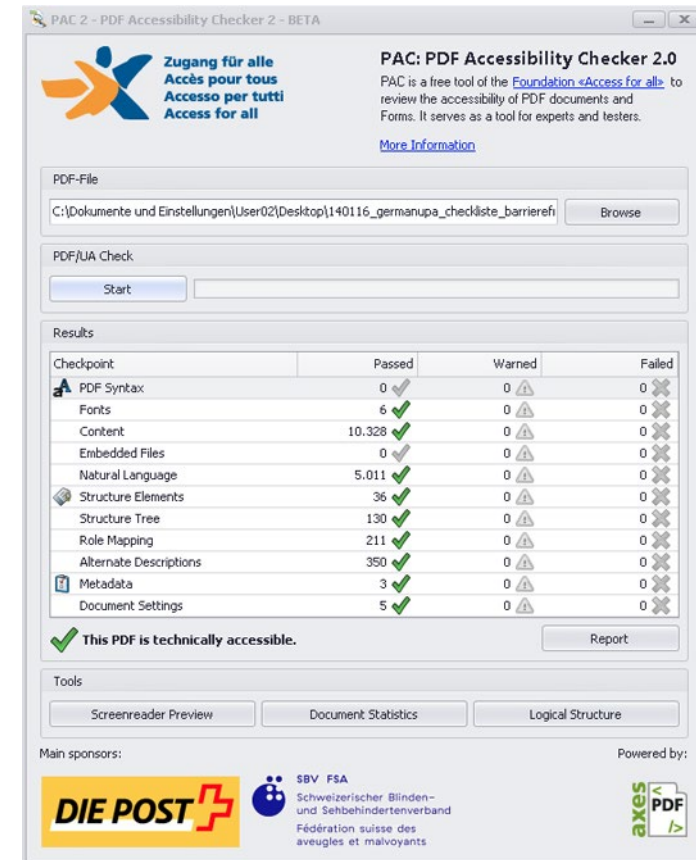 PAC 2 - PDF Accessibility Checker 2 - BETA
Zugang für alle
Accès pour tous
Accesso per tutti
Access for all
PAC: PDF Accessibility Checker 2.0
PAC is a free tool of the Foundation «Access for all» to
review the accessibility of PDF documents and
Forms. It serves as a tool for experts and testers.
More Information
PDF-File
C:\Dokumente und Einstellungen\User02\Desktop\140116_germanupa_checkliste_barrierefr Browse
PDF/UA Check
Start
Results
Checkpoint Passed Warned Failed
PDF Syntax 0 0 0
Fonts 6 0 0
Content 10.328 0 0
Embedded Files 0 0 0
Natural Language 5.011 0 0
Structure Elements 36 0 0
Structure Tree 130 0 0
Role Mapping 211 0 0
Alternate Descriptions 350 0 0
Metadata 3 0 0
Document Settings 5 0 0
This PDF is technically accessible. Report
Tools
Screenreader Preview Document Statistics Logical Structure
Main sponsors: Powered by:
DIE POST
SBV FSA
Schweizerischer Blinden-
und Sehbehindertenverband
Fédération suisse des
aveugles et malvoyants
axes
PDF